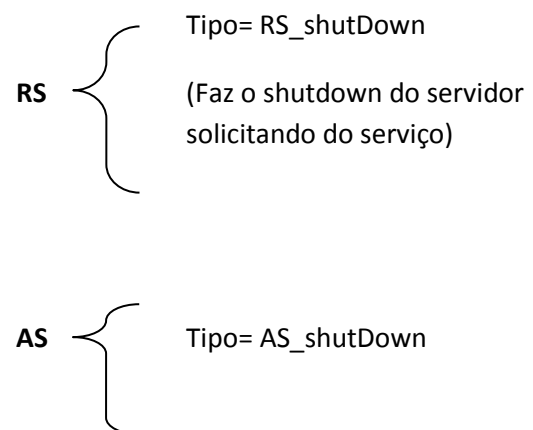 Tipo= RS_shutDown
RS
(Faz o shutdown do servidor
solicitando do serviço)
AS
Tipo= AS_shutDown